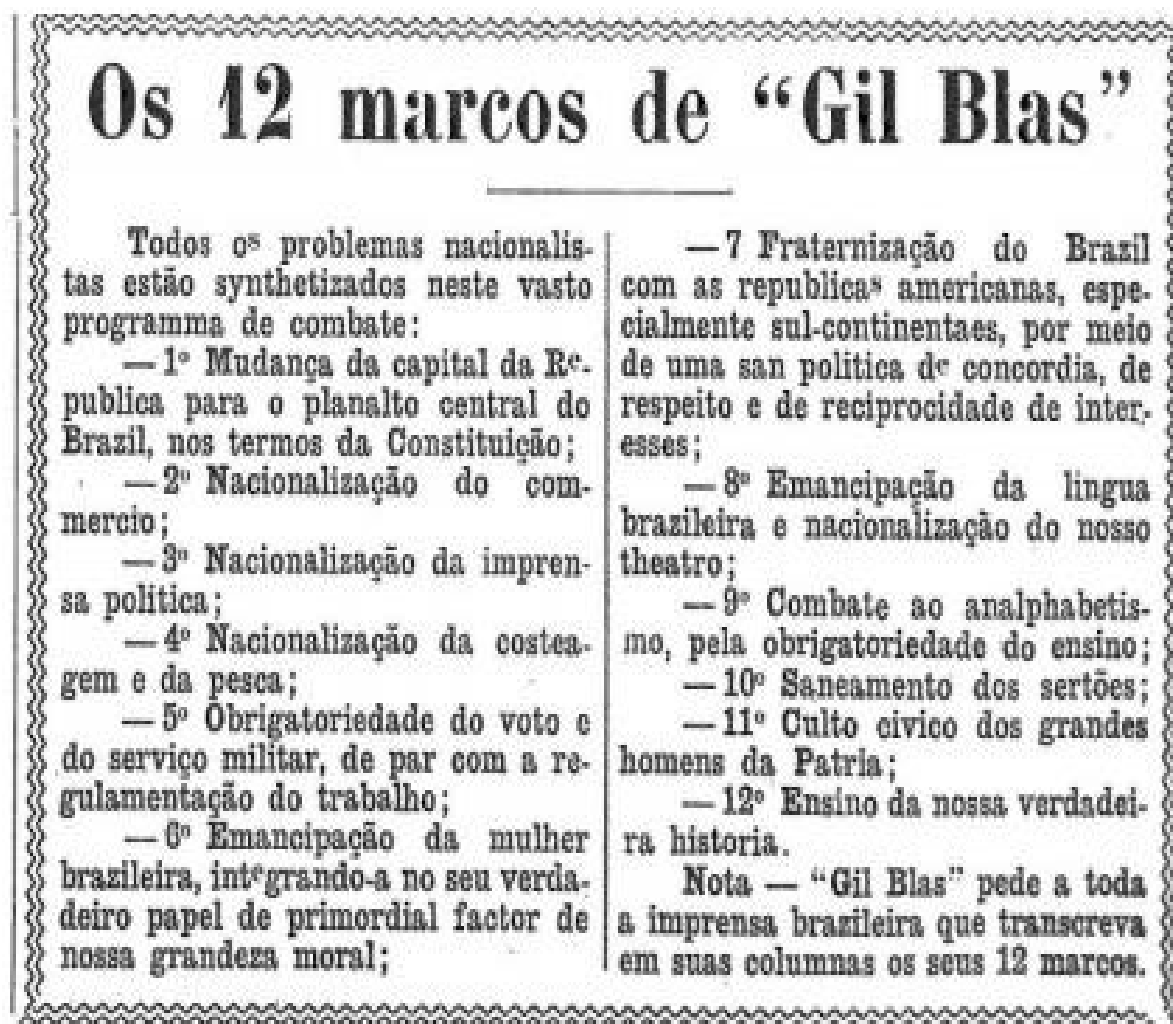 Os 12 marcos de “Gil Blas”
Todos os problemas nacionalis-
tas estão synthetizados neste vasto
programma de combate:
—1º Mudança da capital da Re-
publica para o planalto central do
Brazil, nos termos da Constituição;
—2º Nacionalização do com-
mercio;
—3º Nacionalização da impren-
sa politica;
—4º Nacionalização da costea-
gem e da pesca;
—5º Obrigatoriedade do voto e
do serviço militar, de par com a re-
gulamentação do trabalho;
—6º Emancipação da mulher
brazileira, integrando-a no seu verda-
deiro papel de primordial factor de
nossa grandeza moral;
—7 Fraternização do Brazil
com as republicas americanas, espe-
cialmente sul-continentaes, por meio
de uma san politica de concordia, de
respeito e de reciprocidade de inter-
esses;
—8º Emancipação da lingua
brazileira e nacionalização do nosso
theatro;
—9º Combate ao analphabetis-
mo, pela obrigatoriedade do ensino;
—10º Saneamento dos sertões;
—11º Culto civico dos grandes
homens da Patria;
—12º Ensino da nossa verdadei-
ra historia.
Nota — “Gil Blas” pede a toda
a imprensa brazileira que transcreva
em suas columnas os seus 12 marcos.